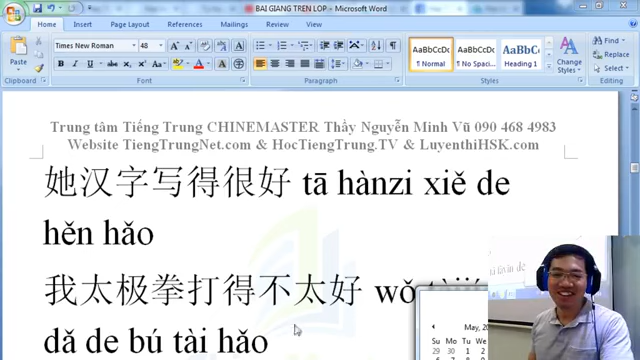 BAI GIANG TREN LOP - Microsoft Word
Home Insert Page Layout References Mailings Review View
Paste
Times New Roman 48
Clipboard Font Paragraph Styles Editing
AaBbCcDc AaBbCcDc AaBbC
¶ Normal ¶ No Spaci... Heading 1
Change Styles
Find
Replace
Select
Trung tâm Tiếng Trung CHINEMASTER Thầy Nguyễn Minh Vũ 090 468 4983
Website TiengTrungNet.com & HocTiengTrung.TV & LuyenthiHSK.com
她汉字写得很好 tā hànzi xiě de
hěn hǎo
我太极拳打得不太好 wǒ
dǎ de bú tài hǎo
May,
Su Mo Tu We
29 30 1 2